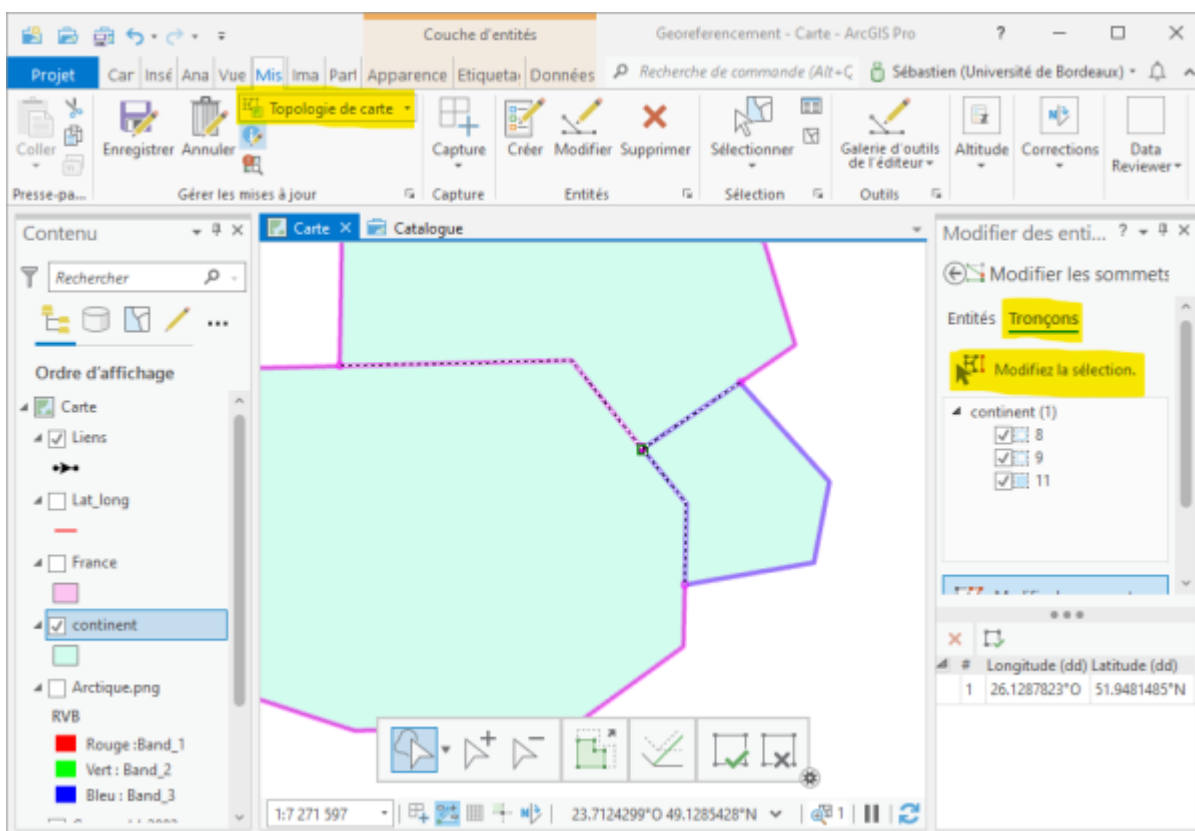 Couche d'entités
Georeferencement - Carte - ArcGIS Pro
?
Projet Car Insé Ana Vue Mis Ima Part Apparence Etiqueta Données Recherche de commande (Alt+Q Sébastien (Université de Bordeaux)
Topologie de carte
Coller Enregistrer Annuler Capture Créer Modifier Supprimer Sélectionner Galerie d'outils de l'éditeur Altitude Corrections Data Reviewer
Presse-pa... Gérer les mises à jour Capture Entités Sélection Outils
Contenu
Carte Catalogue
Modifier des enti... ?
Rechercher
Modifier les sommets
Entités Tronçons
Modifiez la sélection.
Ordre d'affichage
Carte
Liens
Lat_long
France
continent
Arctique.png
RVB
Rouge :Band_1
Vert : Band_2
Bleu : Band_3
continent (1)
8
9
11
# Longitude (dd) Latitude (dd)
1 26.1287823°O 51.9481485°N
1:7 271 597 23.7124299°O 49.1285428°N 1